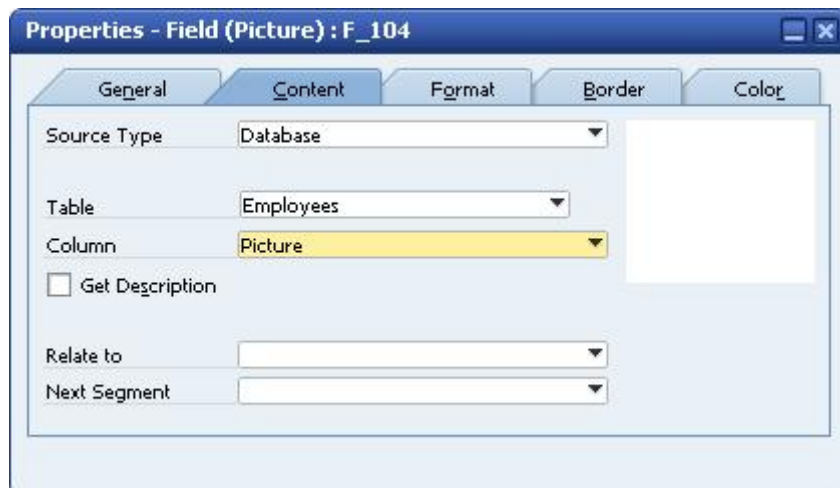 Properties - Field (Picture) : F_104
General Content Format Border Color
Source Type Database
Table Employees
Column Picture
Get Description
Relate to
Next Segment